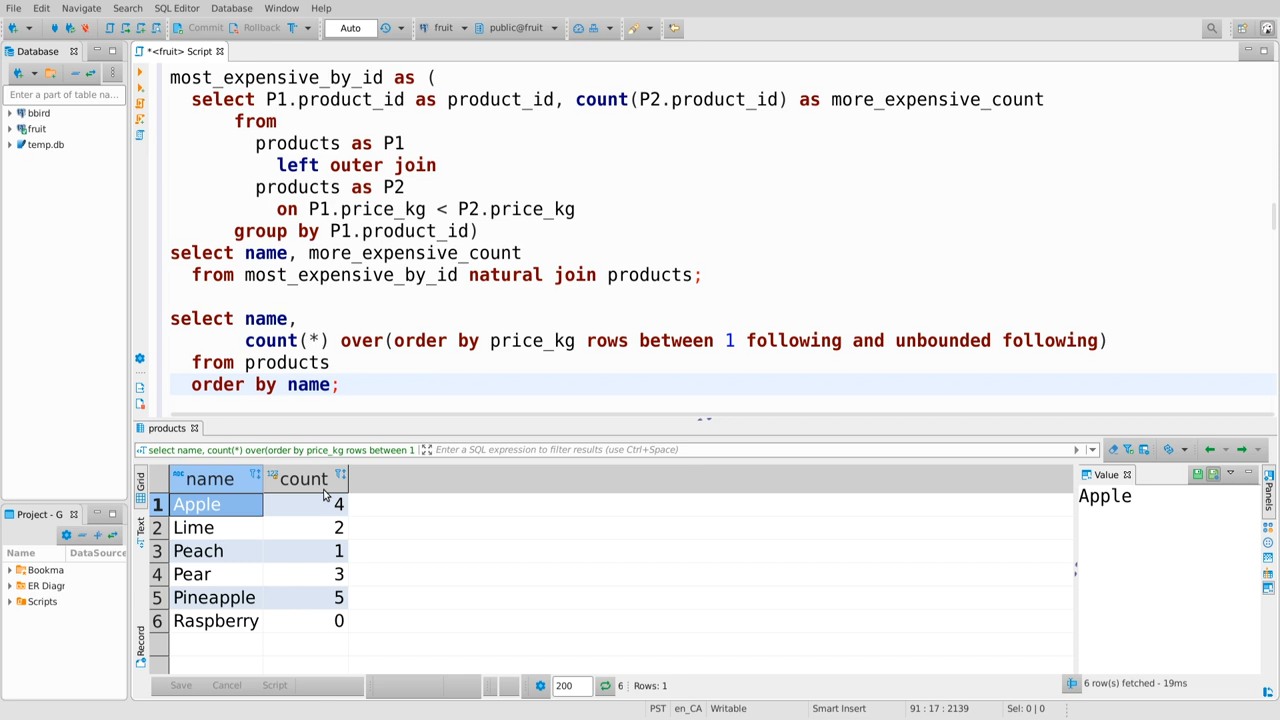 File Edit Navigate Search SQL Editor Database Window Help
Commit Rollback Auto fruit public@fruit
Database
*<fruit> Script
Enter a part of table na...
bbird
fruit
temp.db
most_expensive_by_id as (
select P1.product_id as product_id, count(P2.product_id) as more_expensive_count
from
products as P1
left outer join
products as P2
on P1.price_kg < P2.price_kg
group by P1.product_id)
select name, more_expensive_count
from most_expensive_by_id natural join products;
select name,
count(*) over(order by price_kg rows between 1 following and unbounded following)
from products
order by name;
products
select name, count(*) over(order by price_kg rows between 1
Enter a SQL expression to filter results (use Ctrl+Space)
Grid
Text
Record
name count
1 Apple 4
2 Lime 2
3 Peach 1
4 Pear 3
5 Pineapple 5
6 Raspberry 0
Value
Apple
Panels
Project - G
Name DataSource
Bookma
ER Diagr
Scripts
Save Cancel Script 200 6 Rows: 1
6 row(s) fetched - 19ms
PST en_CA Writable Smart Insert 91 : 17 : 2139 Sel: 0 | 0